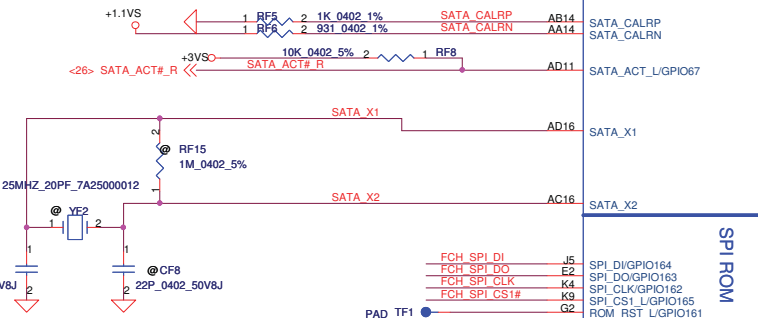 +1.1VS
1 RF5 2 1K_0402_1% SATA_CALRP AB14 SATA_CALRP
1 RF6 2 931_0402_1% SATA_CALRN AA14 SATA_CALRN
+3VS 10K_0402_5% 2 1 RF8
<26> SATA_ACT#_R SATA_ACT#_R AD11 SATA_ACT_L/GPIO67
SATA_X1 AD16 SATA_X1
2
@ RF15
1M_0402_5%
1
25MHZ_20PF_7A25000012
SATA_X2 AC16 SATA_X2
@ YF2
1 2
1 1
@ CF8
V8J 22P_0402_50V8J
2 2
SPI ROM
FCH_SPI_DI J5 SPI_DI/GPIO164
FCH_SPI_DO E2 SPI_DO/GPIO163
FCH_SPI_CLK K4 SPI_CLK/GPIO162
FCH_SPI_CS1# K9 SPI_CS1_L/GPIO165
PAD TF1 G2 ROM_RST_L/GPIO161